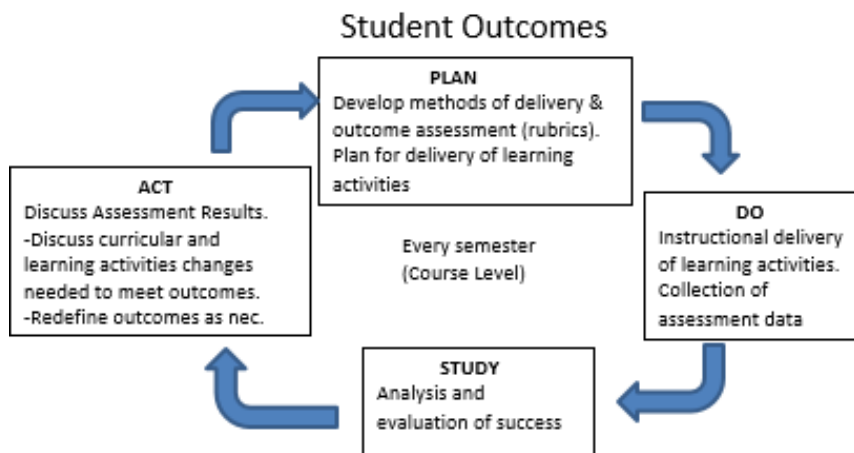 Student Outcomes
PLAN
Develop methods of delivery &
outcome assessment (rubrics).
Plan for delivery of learning
activities
ACT
Discuss Assessment Results.
-Discuss curricular and
learning activities changes
needed to meet outcomes.
-Redefine outcomes as nec.
Every semester
(Course Level)
DO
Instructional delivery
of learning activities.
Collection of
assessment data
STUDY
Analysis and
evaluation of success